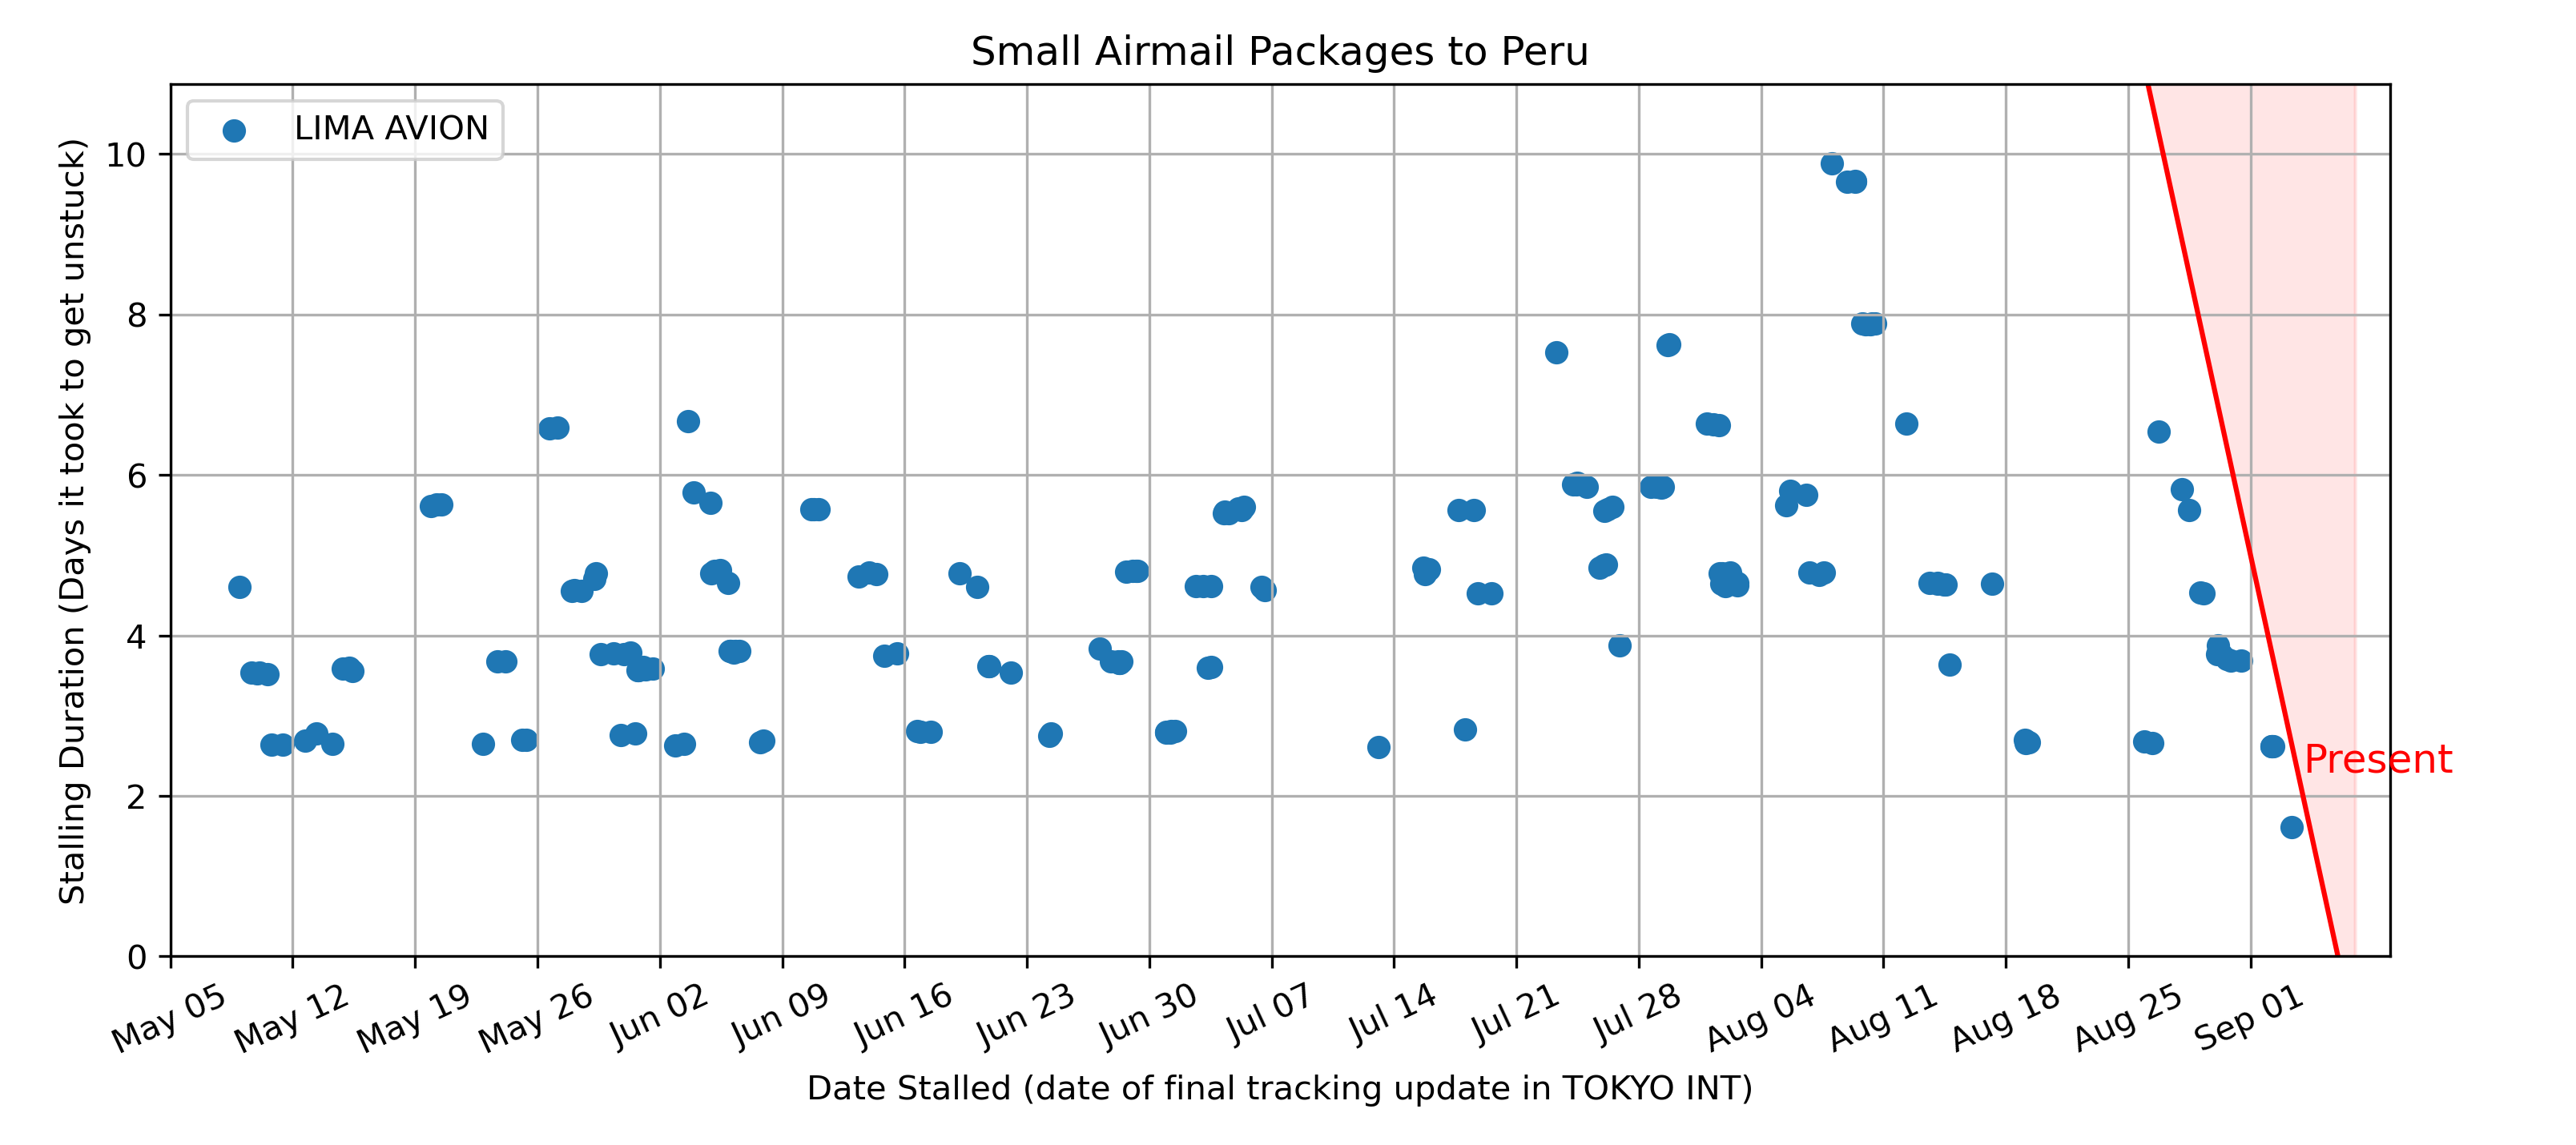 Small Airmail Packages to Peru
LIMA AVION
Stalling Duration (Days it took to get unstuck)
10
8
6
4
2
0
Present
May 05
May 12
May 19
May 26
Jun 02
Jun 09
Jun 16
Jun 23
Jun 30
Jul 07
Jul 14
Jul 21
Jul 28
Aug 04
Aug 11
Aug 18
Aug 25
Sep 01
Date Stalled (date of final tracking update in TOKYO INT)